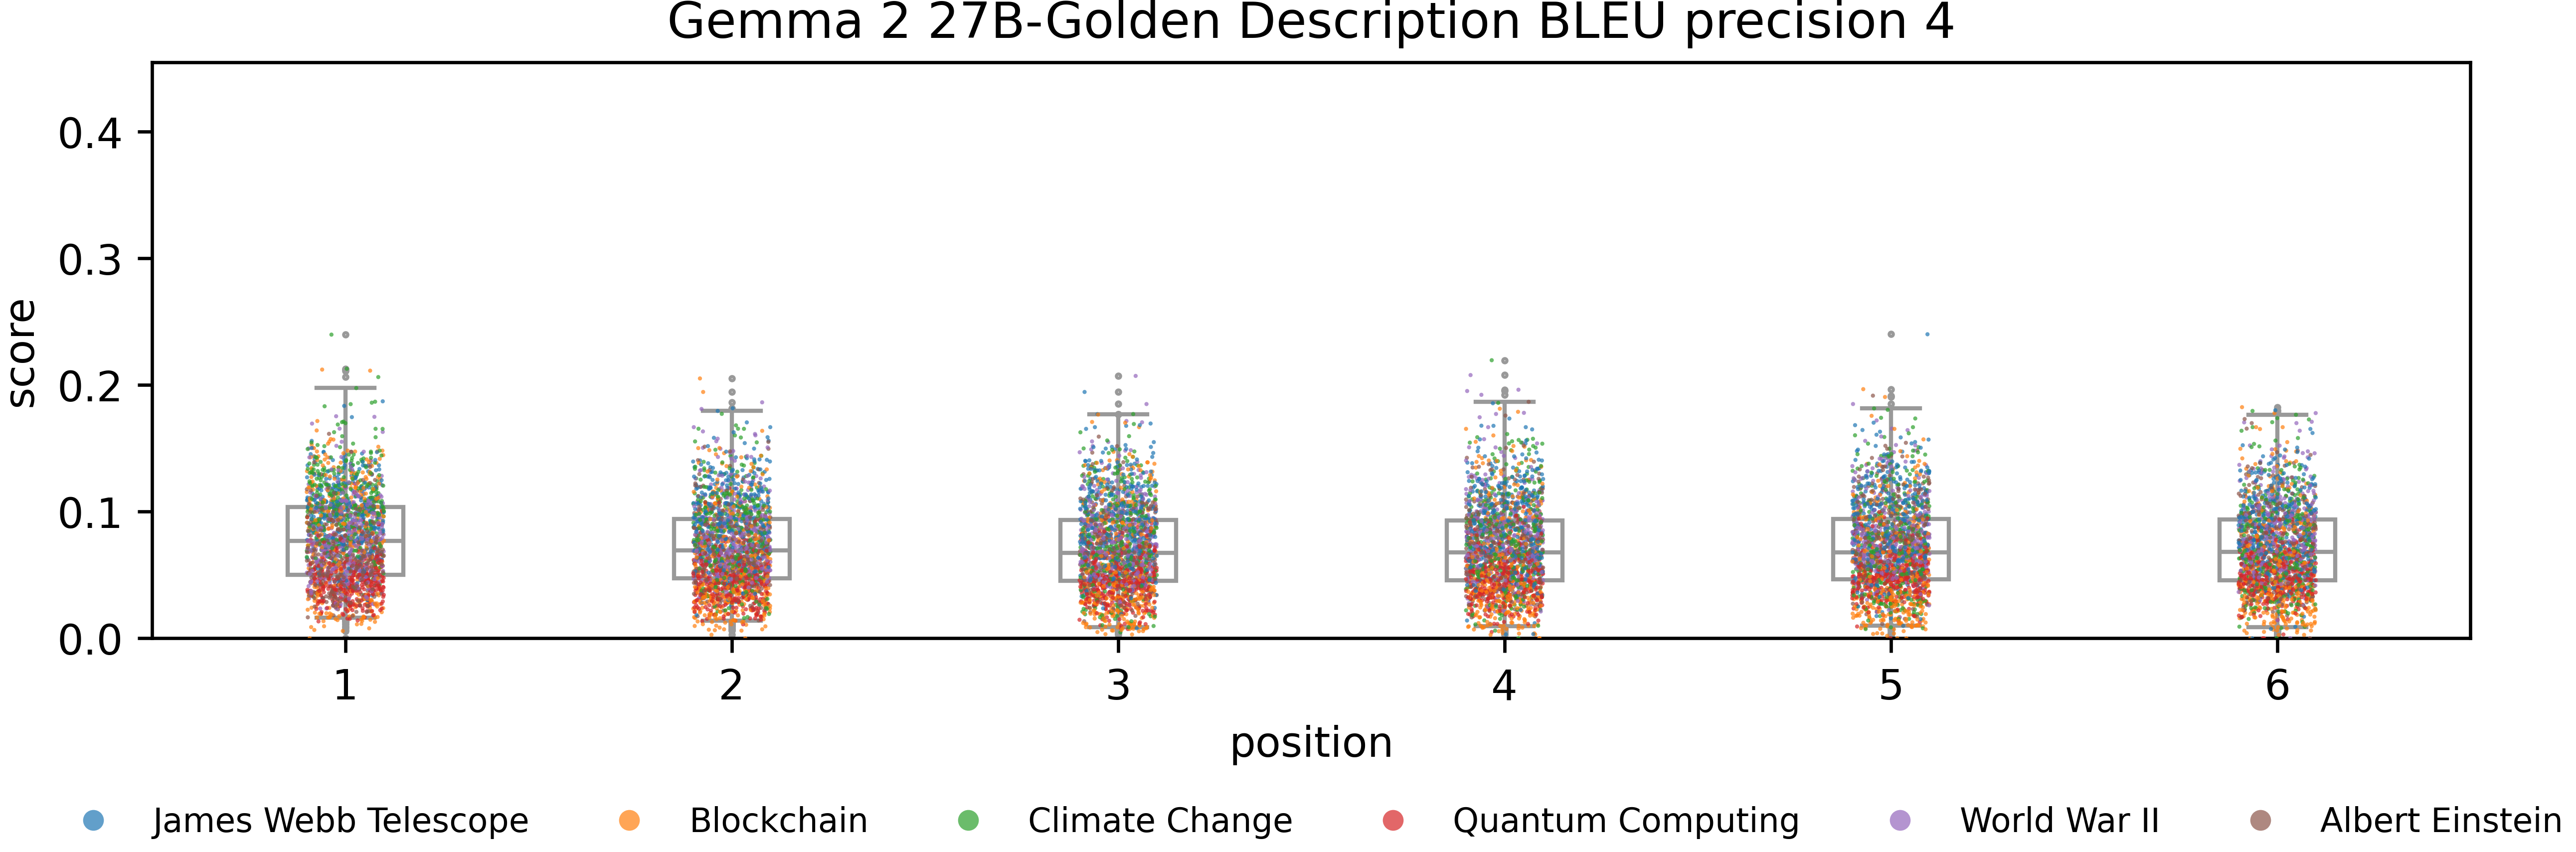 Gemma 2 27B-Golden Description BLEU precision 4
score
0.4
0.3
0.2
0.1
0.0
1 2 3 4 5 6
position
James Webb Telescope Blockchain Climate Change Quantum Computing World War II Albert Einstein